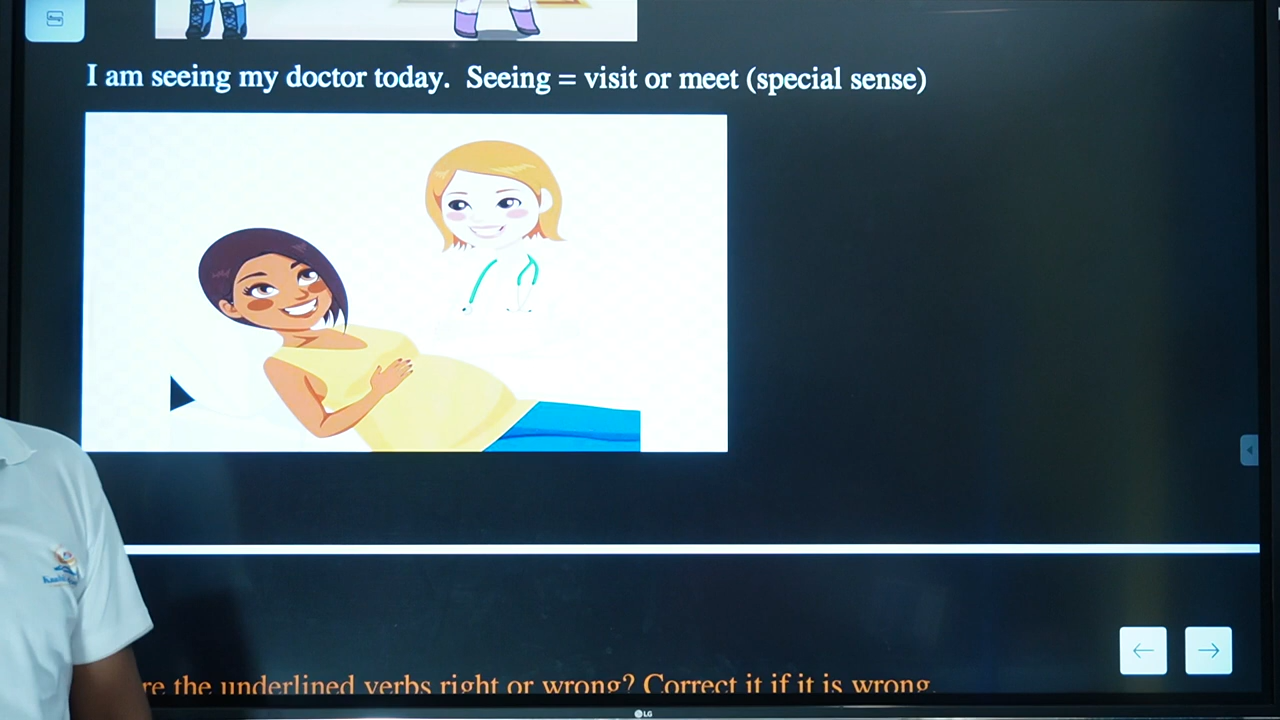 I am seeing my doctor today. Seeing = visit or meet (special sense)
the underlined verbs right or wrong? Correct it if it is wrong.
LG